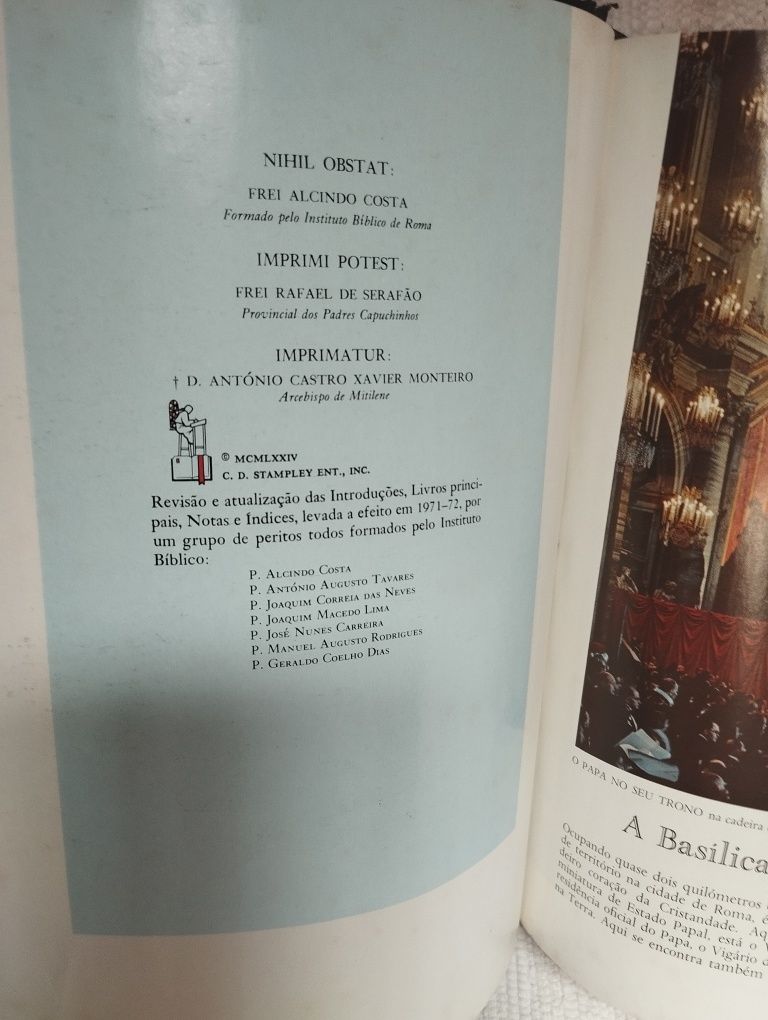 NIHIL OBSTAT:
FREI ALCINDO COSTA
Formado pelo Instituto Bíblico de Roma
IMPRIMI POTEST:
FREI RAFAEL DE SERAFÃO
Provincial dos Padres Capuchinhos
IMPRIMATUR:
† D. ANTÓNIO CASTRO XAVIER MONTEIRO
Arcebispo de Mitilene
© MCMLXXIV
C. D. STAMPLEY ENT., INC.
Revisão e atualização das Introduções, Livros princi-
pais, Notas e Índices, levada a efeito em 1971-72, por
um grupo de peritos todos formados pelo Instituto
Bíblico:
P. ALCINDO COSTA
P. ANTÓNIO AUGUSTO TAVARES
P. JOAQUIM CORREIA DAS NEVES
P. JOAQUIM MACEDO LIMA
P. JOSÉ NUNES CARREIRA
P. MANUEL AUGUSTO RODRIGUES
P. GERALDO COELHO DIAS
O PAPA NO SEU TRONO na cadeira
A Basílica
Ocupando quase dois quilómetros
de território na cidade de Roma, é
deiro coração da Cristandade. Aq
miniatura de Estado Papal, está o V
residência oficial do Papa, o Vigário d
na Terra. Aqui se encontra também